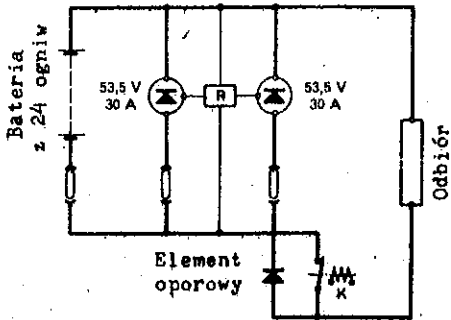 Bateria
z 24 ogniw
53,5 V
30 A
R
53,5 V
30 A
Odbiór
Element
oporowy
K